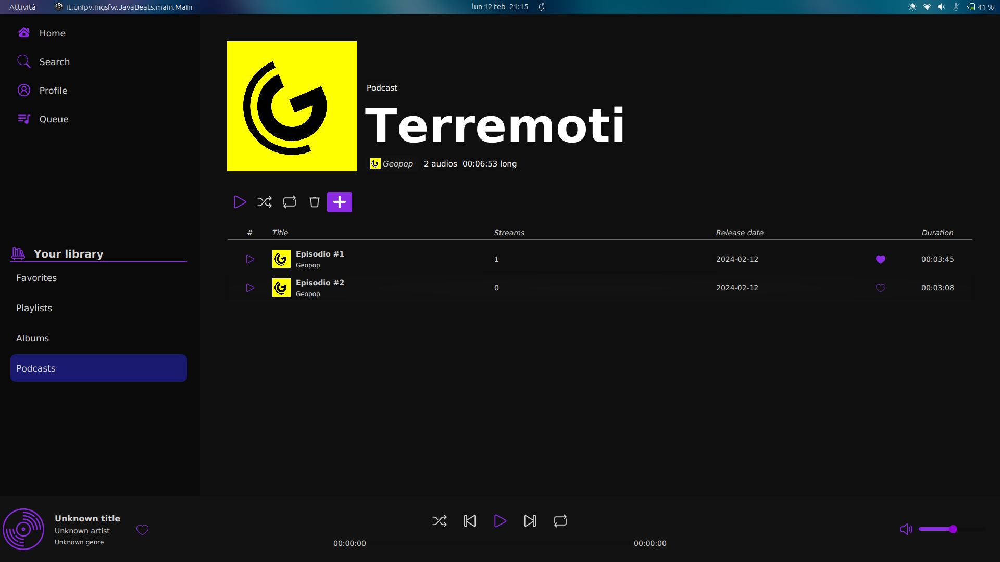 Attività it.unipv.ingsfw.JavaBeats.main.Main lun 12 feb 21:15 41 %
Home
Search
Profile
Queue
Your library
Favorites
Playlists
Albums
Podcasts
Podcast
Terremoti
Geopop 2 audios 00:06:53 long
# Title Streams Release date Duration
Episodio #1
Geopop
1 2024-02-12 00:03:45
Episodio #2
Geopop
0 2024-02-12 00:03:08
Unknown title
Unknown artist
Unknown genre
00:00:00 00:00:00